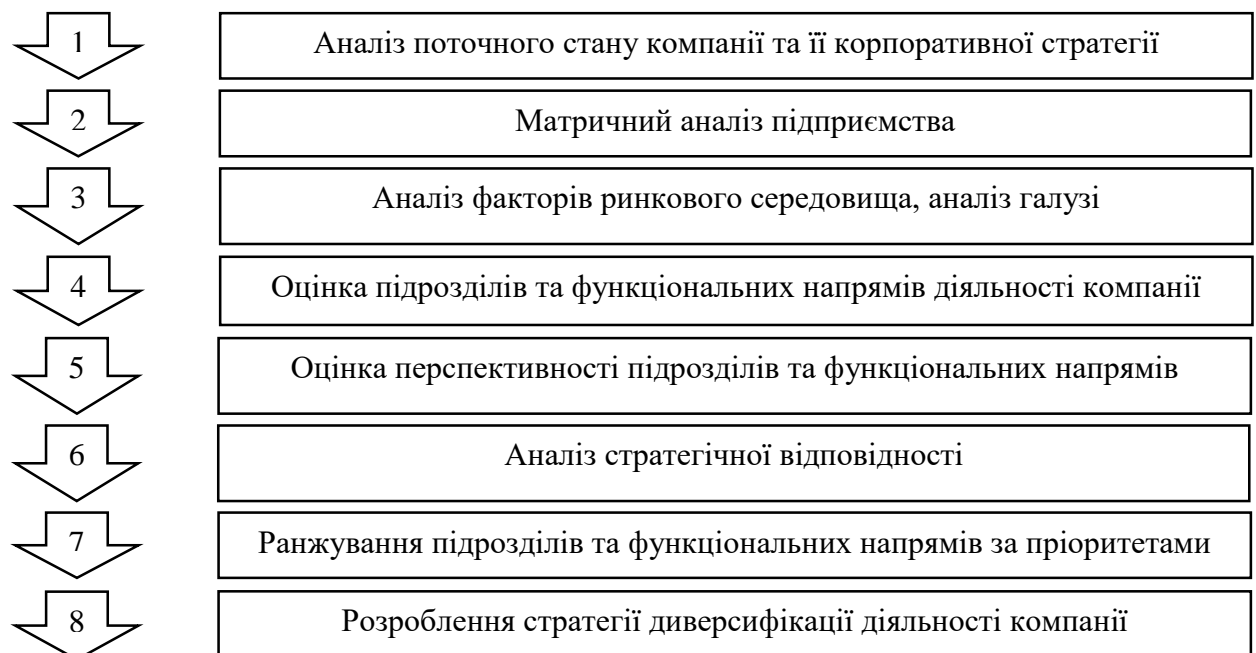 1 Аналіз поточного стану компанії та її корпоративної стратегії
2 Матричний аналіз підприємства
3 Аналіз факторів ринкового середовища, аналіз галузі
4 Оцінка підрозділів та функціональних напрямів діяльності компанії
5 Оцінка перспективності підрозділів та функціональних напрямів
6 Аналіз стратегічної відповідності
7 Ранжування підрозділів та функціональних напрямів за пріоритетами
8 Розроблення стратегії диверсифікації діяльності компанії